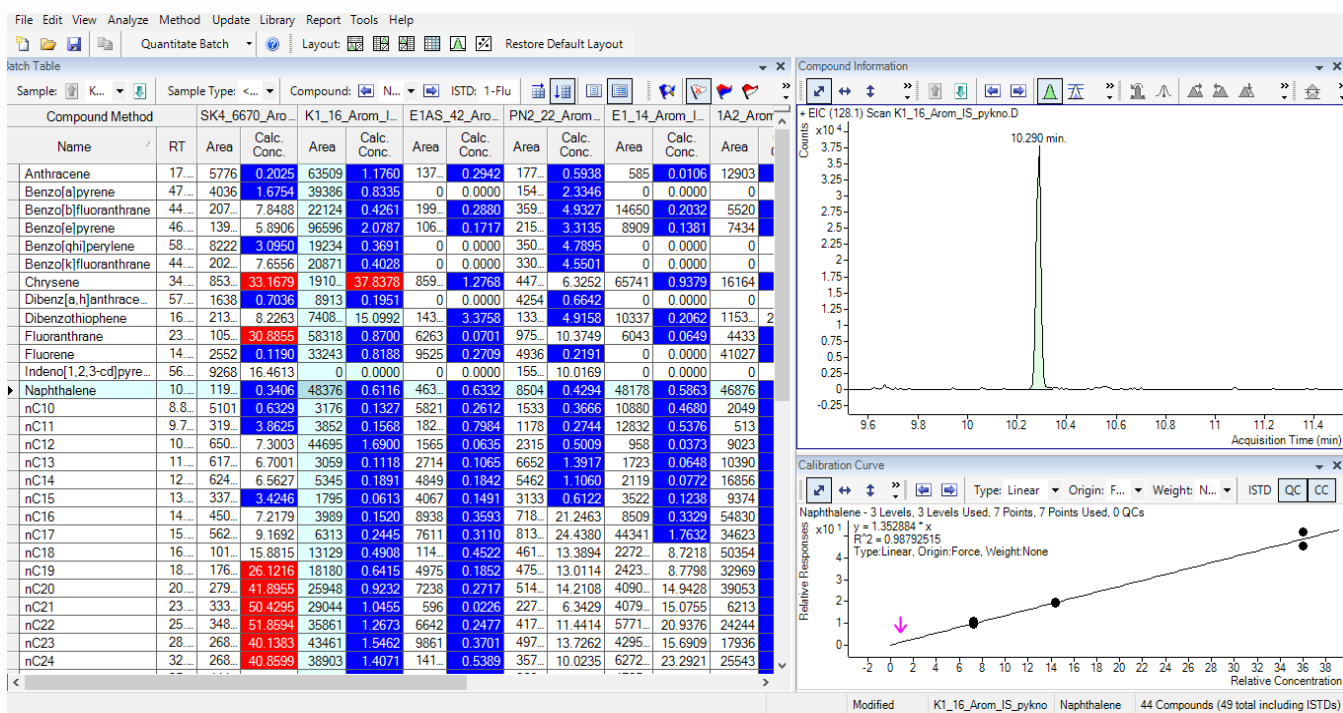 File Edit View Analyze Method Update Library Report Tools Help
Quantitate Batch Layout: Restore Default Layout
Batch Table
Sample: K... Sample Type: <... Compound: N... ISTD: 1-Flu
Compound Method SK4_6670_Aro... K1_16_Arom_I... E1AS_42_Aro... PN2_22_Arom... E1_14_Arom_I... 1A2_Arom
Name RT Area Calc. Conc. Area Calc. Conc. Area Calc. Conc. Area Calc. Conc. Area Calc. Conc. Area
Anthracene 17.... 5776 0.2025 63509 1.1760 137... 0.2942 177... 0.5938 585 0.0106 12903
Benzo[a]pyrene 47.... 4036 1.6754 39386 0.8335 0 0.0000 154... 2.3346 0 0.0000 0
Benzo[b]fluoranthrane 44.... 207... 7.8488 22124 0.4261 199... 0.2880 359... 4.9327 14650 0.2032 5520
Benzo[e]pyrene 46.... 139... 5.8906 96596 2.0787 106... 0.1717 215... 3.3135 8909 0.1381 7434
Benzo[ghi]perylene 58.... 8222 3.0950 19234 0.3691 0 0.0000 350... 4.7895 0 0.0000 0
Benzo[k]fluoranthrane 44.... 202... 7.6556 20871 0.4028 0 0.0000 330... 4.5501 0 0.0000 0
Chrysene 34.... 853... 33.1679 1910... 37.8378 859... 1.2768 447... 6.3252 65741 0.9379 16164
Dibenz[a,h]anthrace... 57.... 1638 0.7036 8913 0.1951 0 0.0000 4254 0.6642 0 0.0000 0
Dibenzothiophene 16.... 213... 8.2263 7408... 15.0992 143... 3.3758 133... 4.9158 10337 0.2062 1153... 2
Fluoranthrane 23.... 105... 30.8855 58318 0.8700 6263 0.0701 975... 10.3749 6043 0.0649 4433
Fluorene 14.... 2552 0.1190 33243 0.8188 9525 0.2709 4936 0.2191 0 0.0000 41027
Indeno[1,2,3-cd]pyre... 56.... 9268 16.4613 0 0.0000 0 0.0000 155... 10.0169 0 0.0000 0
Naphthalene 10.... 119... 0.3406 48376 0.6116 463... 0.6332 8504 0.4294 48178 0.5863 46876
nC10 8.8... 5101 0.6329 3176 0.1327 5821 0.2612 1533 0.3666 10880 0.4680 2049
nC11 9.7... 319... 3.8625 3852 0.1568 182... 0.7984 1178 0.2744 12832 0.5376 513
nC12 10.... 650... 7.3003 44695 1.6900 1565 0.0635 2315 0.5009 958 0.0373 9023
nC13 11.... 617... 6.7001 3059 0.1118 2714 0.1065 6652 1.3917 1723 0.0648 10390
nC14 12.... 624... 6.5627 5345 0.1891 4849 0.1842 5462 1.1060 2119 0.0772 16856
nC15 13.... 337... 3.4246 1795 0.0613 4067 0.1491 3133 0.6122 3522 0.1238 9374
nC16 14.... 450... 7.2179 3989 0.1520 8938 0.3593 718... 21.2463 8509 0.3329 54830
nC17 15.... 562... 9.1692 6313 0.2445 7611 0.3110 813... 24.4380 44341 1.7632 34623
nC18 16.... 101... 15.8815 13129 0.4908 114... 0.4522 461... 13.3894 2272... 8.7218 50354
nC19 18.... 176... 26.1216 18180 0.6415 4975 0.1852 475... 13.0114 2423... 8.7798 32969
nC20 20.... 279... 41.8955 25948 0.9232 7238 0.2717 514... 14.2108 4090... 14.9428 39053
nC21 23.... 333... 50.4295 29044 1.0455 596 0.0226 227... 6.3429 4079... 15.0755 6213
nC22 25.... 348... 51.8594 35861 1.2673 6642 0.2477 417... 11.4414 5771... 20.9376 24244
nC23 28.... 268... 40.1383 43461 1.5462 9861 0.3701 497... 13.7262 4295... 15.6909 17936
nC24 32.... 268... 40.8599 38903 1.4071 141... 0.5389 357... 10.0235 6272... 23.2921 25543
Compound Information
+ EIC (128.1) Scan K1_16_Arom_IS_pykno.D
Counts x10 4
10.290 min.
3.75
3.5
3.25
3
2.75
2.5
2.25
2
1.75
1.5
1.25
1
0.75
0.5
0.25
0
-0.25
9.6 9.8 10 10.2 10.4 10.6 10.8 11 11.2 11.4
Acquisition Time (min)
Calibration Curve
Type: Linear Origin: F... Weight: N... ISTD QC CC
Naphthalene - 3 Levels, 3 Levels Used, 7 Points, 7 Points Used, 0 QCs
Relative Responses x10 1
y = 1.352884 * x
R^2 = 0.98792515
Type:Linear, Origin:Force, Weight:None
4
3
2
1
0
-2 0 2 4 6 8 10 12 14 16 18 20 22 24 26 28 30 32 34 36 38
Relative Concentration
Modified K1_16_Arom_IS_pykno Naphthalene 44 Compounds (49 total including ISTDs)